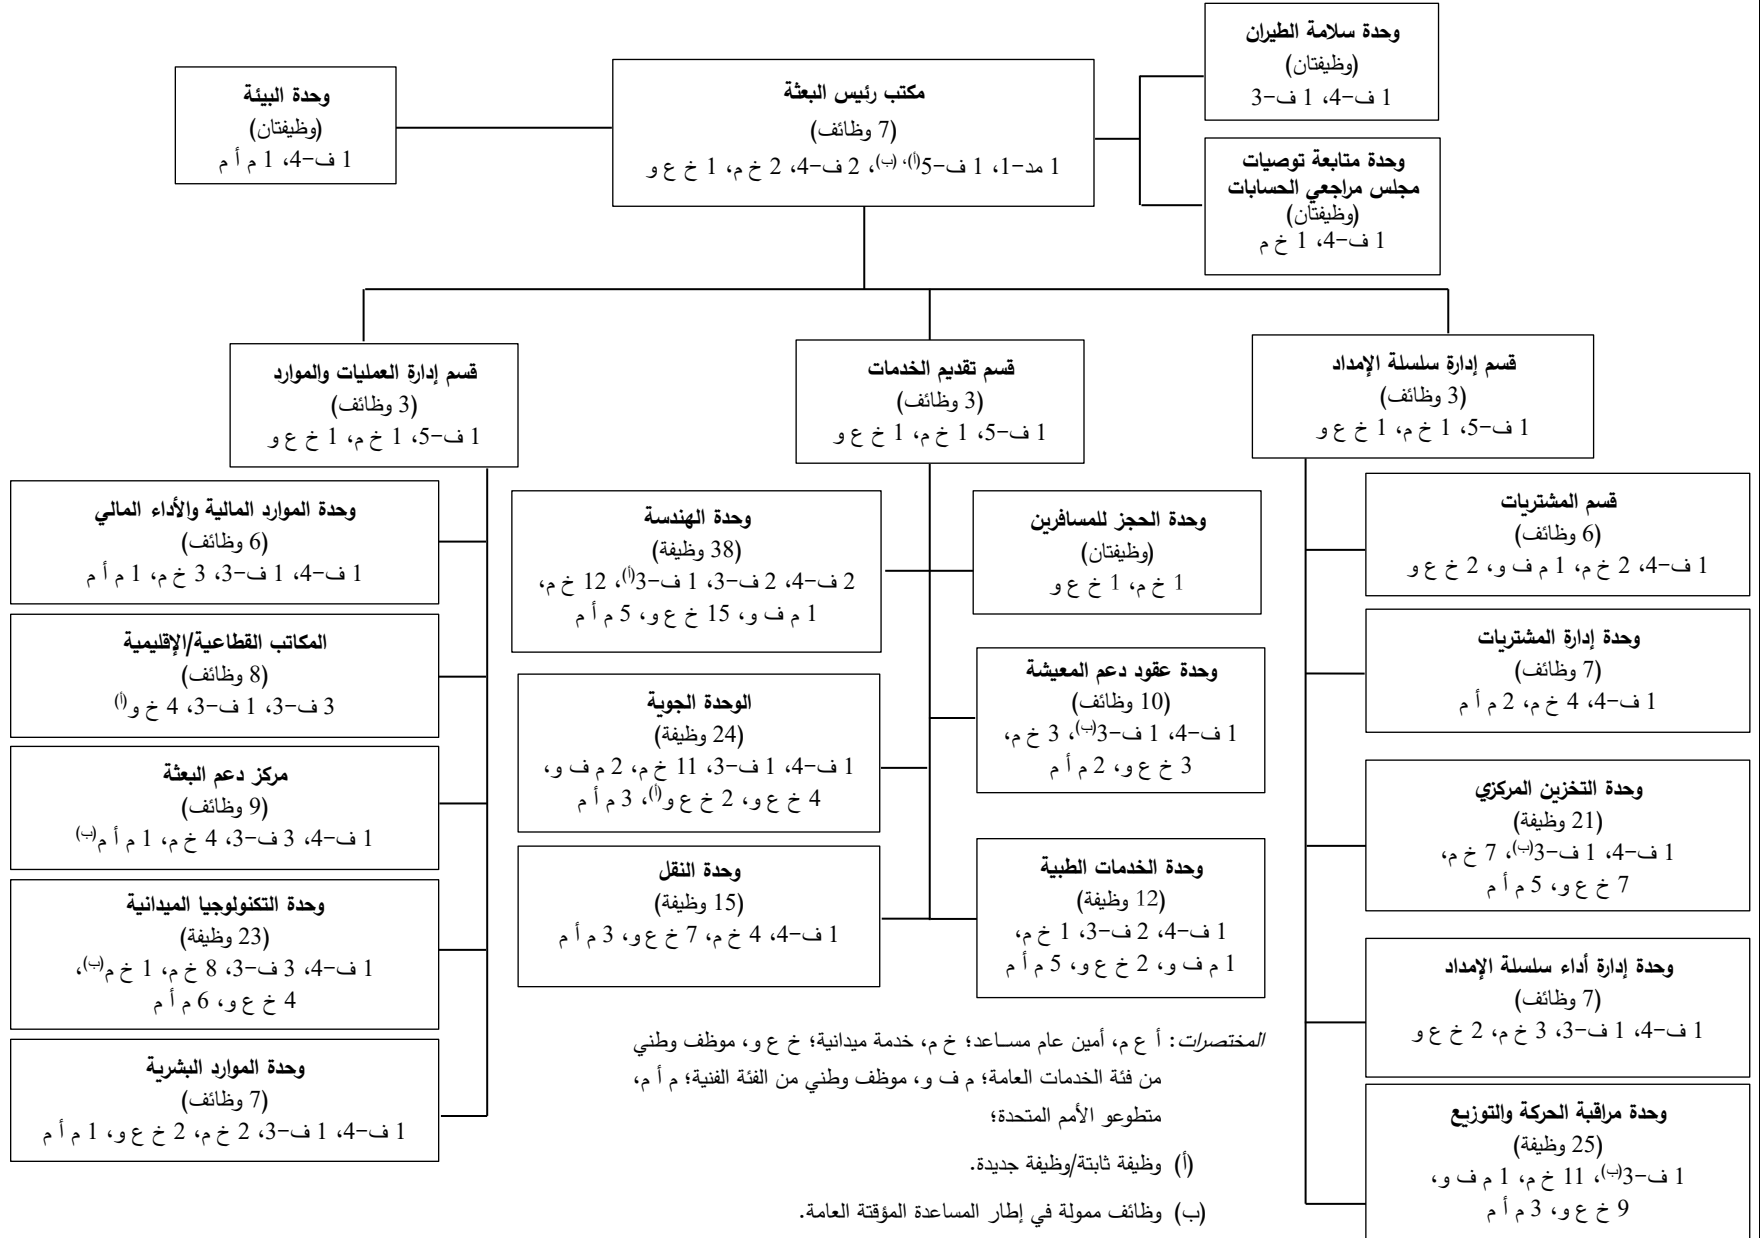 وحدة سلامة الطيران
(وظيفتان)
1 ف-4، 1 ف-3
مكتب رئيس البعثة
(7 وظائف)
1 مد-1، 1 ف-5(أ)، (ب)، 2 ف-4، 2 خ م، 1 خ ع و
وحدة البيئة
(وظيفتان)
1 ف-4، 1 م أ م
وحدة متابعة توصيات
مجلس مراجعي الحسابات
(وظيفتان)
1 ف-4، 1 خ م
قسم إدارة سلسلة الإمداد
(3 وظائف)
1 ف-5، 1 خ م، 1 خ ع و
قسم تقديم الخدمات
(3 وظائف)
1 ف-5، 1 خ م، 1 خ ع و
قسم إدارة العمليات والموارد
(3 وظائف)
1 ف-5، 1 خ م، 1 خ ع و
قسم المشتريات
(6 وظائف)
1 ف-4، 2 خ م، 1 م ف و، 2 خ ع و
وحدة إدارة المشتريات
(7 وظائف)
1 ف-4، 4 خ م، 2 م أ م
وحدة التخزين المركزي
(21 وظيفة)
1 ف-4، 1 ف-3(ب)، 7 خ م،
7 خ ع و، 5 م أ م
وحدة إدارة أداء سلسلة الإمداد
(7 وظائف)
1 ف-4، 1 ف-3، 3 خ م، 2 خ ع و
وحدة مراقبة الحركة والتوزيع
(25 وظيفة)
1 ف-3(ب)، 11 خ م، 1 م ف و،
9 خ ع و، 3 م أ م
وحدة الحجز للمسافرين
(وظيفتان)
1 خ م، 1 خ ع و
وحدة عقود دعم المعيشة
(10 وظائف)
1 ف-4، 1 ف-3(ب)، 3 خ م،
3 خ ع و، 2 م أ م
وحدة الخدمات الطبية
(12 وظيفة)
1 ف-4، 2 ف-3، 1 خ م،
1 م ف و، 2 خ ع و، 5 م أ م
وحدة الهندسة
(38 وظيفة)
2 ف-4، 2 ف-3، 1 ف-3(أ)، 12 خ م،
1 م ف و، 15 خ ع و، 5 م أ م
الوحدة الجوية
(24 وظيفة)
1 ف-4، 1 ف-3، 11 خ م، 2 م ف و،
4 خ ع و، 2 خ ع و(أ)، 3 م أ م
وحدة النقل
(15 وظيفة)
1 ف-4، 4 خ م، 7 خ ع و، 3 م أ م
وحدة الموارد المالية والأداء المالي
(6 وظائف)
1 ف-4، 1 ف-3، 3 خ م، 1 م أ م
المكاتب القطاعية/الإقليمية
(8 وظائف)
3 ف-3، 1 ف-3، 4 خ و(أ)
مركز دعم البعثة
(9 وظائف)
1 ف-4، 3 ف-3، 4 خ م، 1 م أ م(ب)
وحدة التكنولوجيا الميدانية
(23 وظيفة)
1 ف-4، 3 ف-3، 8 خ م، 1 خ م(ب)،
4 خ ع و، 6 م أ م
وحدة الموارد البشرية
(7 وظائف)
1 ف-4، 1 ف-3، 2 خ م، 2 خ ع و، 1 م أ م
المختصرات: أ ع م، أمين عام مساعد؛ خ م، خدمة ميدانية؛ خ ع و، موظف وطني
من فئة الخدمات العامة؛ م ف و، موظف وطني من الفئة الفنية؛ م أ م،
متطوعو الأمم المتحدة؛
(أ) وظيفة ثابتة/وظيفة جديدة.
(ب) وظائف ممولة في إطار المساعدة المؤقتة العامة.